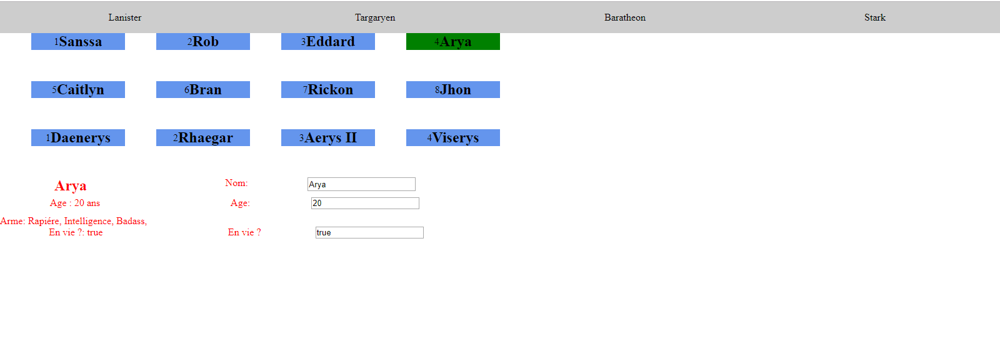 Lanister Targaryen Baratheon Stark
1Sanssa 2Rob 3Eddard 4Arya
5Caitlyn 6Bran 7Rickon 8Jhon
1Daenerys 2Rhaegar 3Aerys II 4Viserys
Arya Nom: Arya
Age : 20 ans Age: 20
Arme: Rapiére, Intelligence, Badass,
En vie ?: true En vie ? true